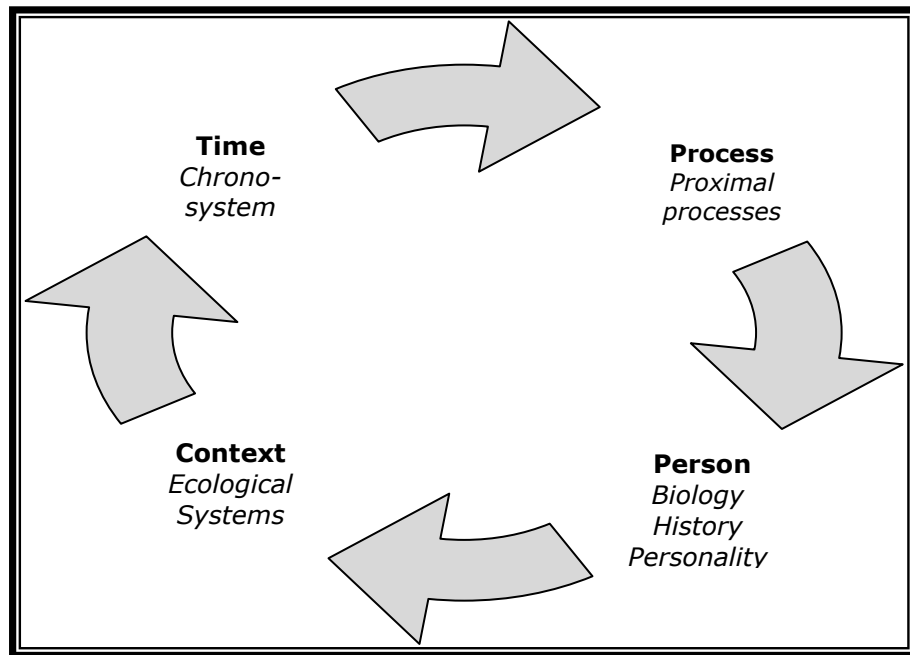 Time
Chrono-
system
Process
Proximal
processes
Context
Ecological
Systems
Person
Biology
History
Personality